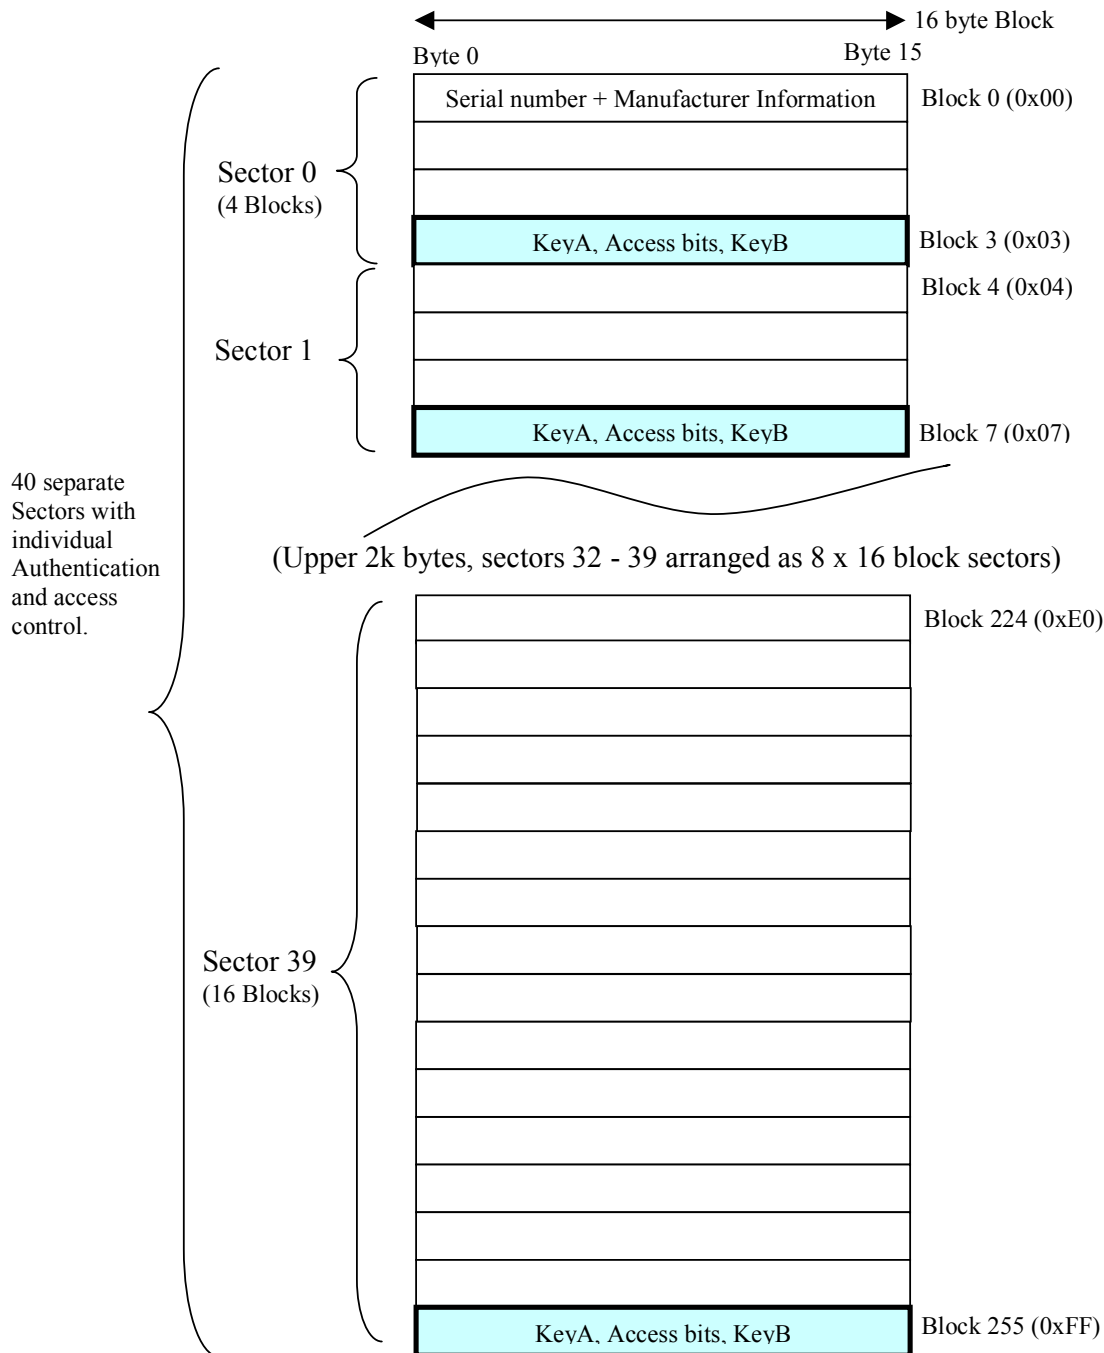 16 byte Block
Byte 0
Byte 15
Serial number + Manufacturer Information
Block 0 (0x00)
Sector 0
(4 Blocks)
KeyA, Access bits, KeyB
Block 3 (0x03)
Block 4 (0x04)
Sector 1
KeyA, Access bits, KeyB
Block 7 (0x07)
40 separate
Sectors with
individual
Authentication
and access
control.
(Upper 2k bytes, sectors 32 - 39 arranged as 8 x 16 block sectors)
Block 224 (0xE0)
Sector 39
(16 Blocks)
KeyA, Access bits, KeyB
Block 255 (0xFF)